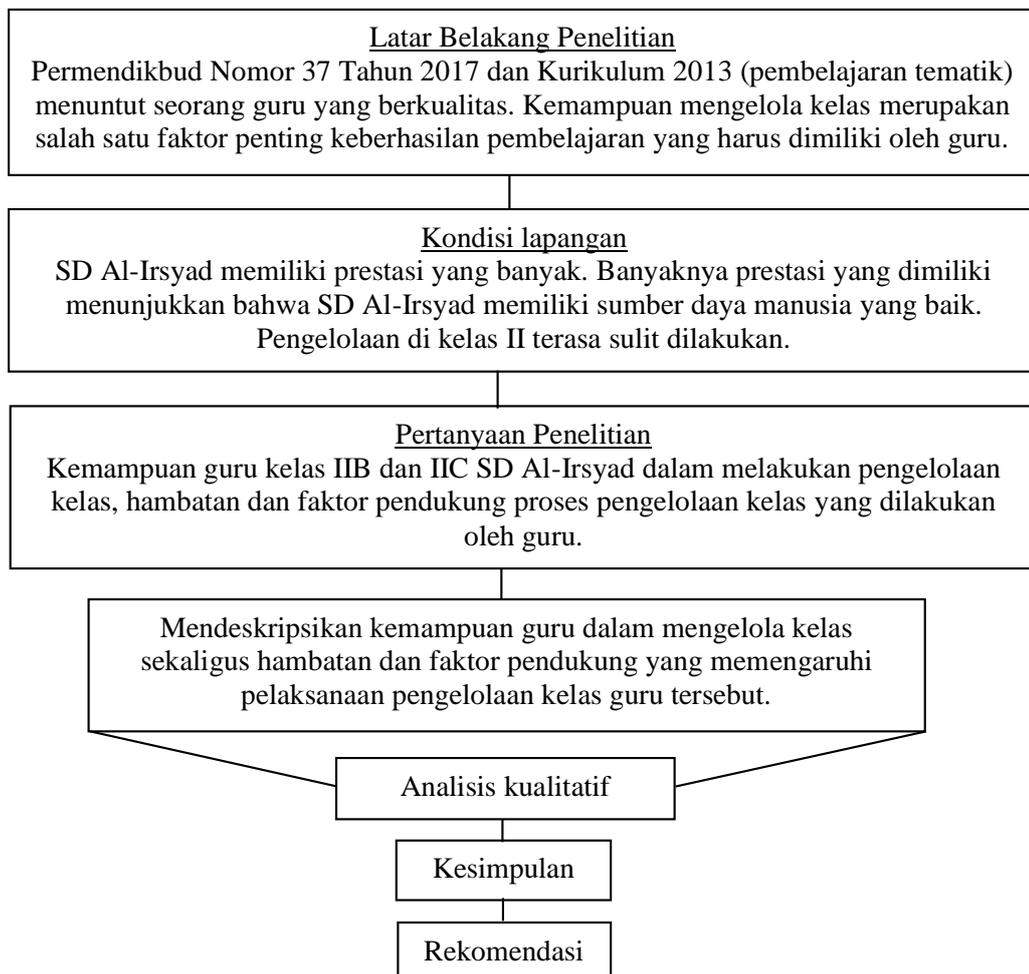 Latar Belakang Penelitian
Permendikbud Nomor 37 Tahun 2017 dan Kurikulum 2013 (pembelajaran tematik)
menuntut seorang guru yang berkualitas. Kemampuan mengelola kelas merupakan
salah satu faktor penting keberhasilan pembelajaran yang harus dimiliki oleh guru.
Kondisi lapangan
SD Al-Irsyad memiliki prestasi yang banyak. Banyaknya prestasi yang dimiliki
menunjukkan bahwa SD Al-Irsyad memiliki sumber daya manusia yang baik.
Pengelolaan di kelas II terasa sulit dilakukan.
Pertanyaan Penelitian
Kemampuan guru kelas IIB dan IIC SD Al-Irsyad dalam melakukan pengelolaan
kelas, hambatan dan faktor pendukung proses pengelolaan kelas yang dilakukan
oleh guru.
Mendeskripsikan kemampuan guru dalam mengelola kelas
sekaligus hambatan dan faktor pendukung yang memengaruhi
pelaksanaan pengelolaan kelas guru tersebut.
Analisis kualitatif
Kesimpulan
Rekomendasi